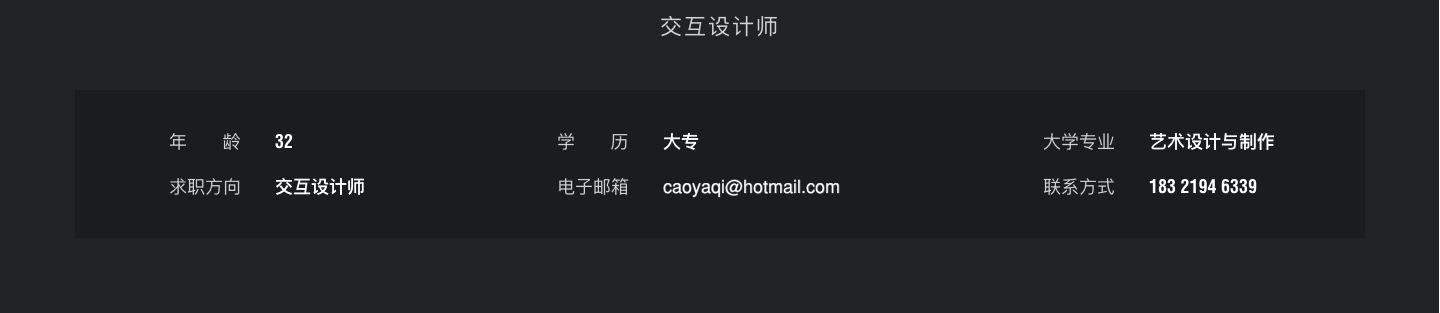 交互设计师
年 龄 32 学 历 大专 大学专业 艺术设计与制作
求职方向 交互设计师 电子邮箱 caoyaqi@hotmail.com 联系方式 183 2194 6339